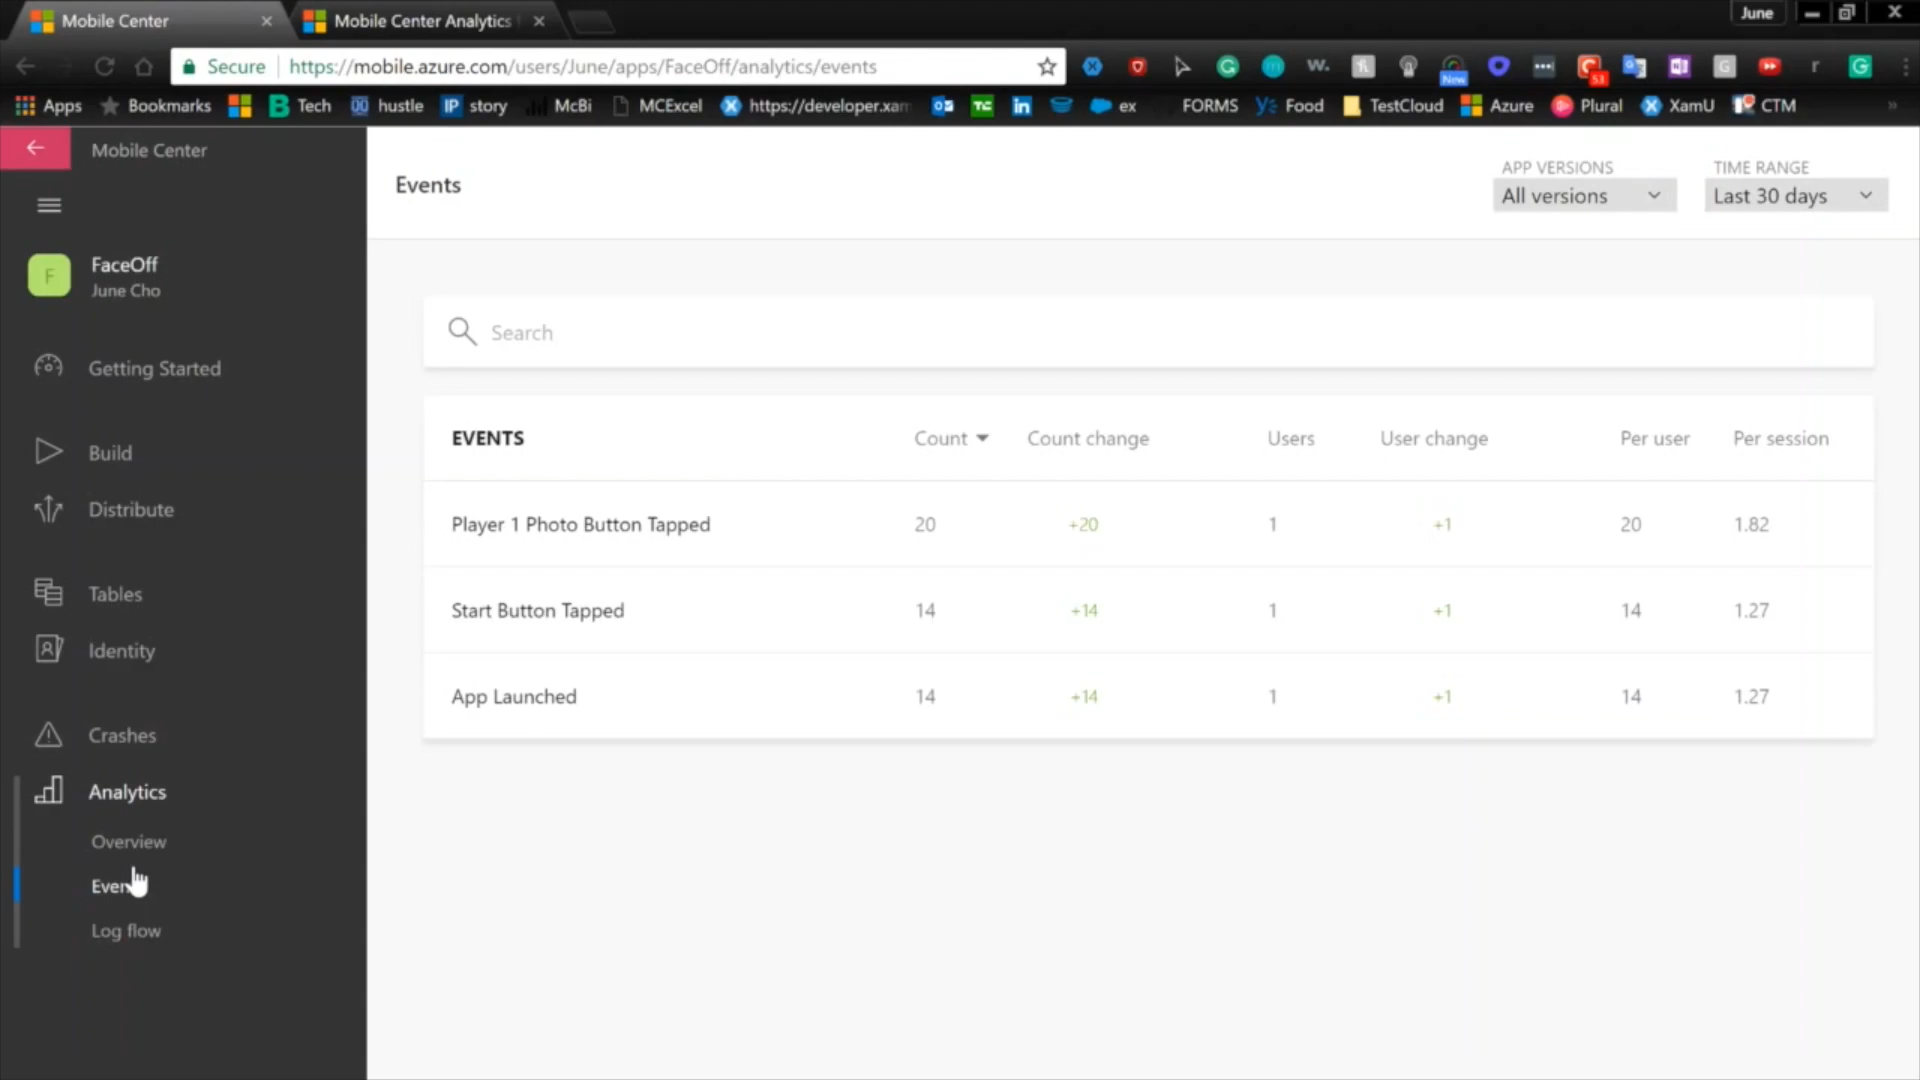 Mobile Center
Mobile Center Analytics
June
Secure https://mobile.azure.com/users/June/apps/FaceOff/analytics/events
W.
New
53
G
r
G
Apps Bookmarks Tech hustle IP story McBi MCExcel https://developer.xam TC in ex FORMS Food TestCloud Azure Plural XamU CTM
Mobile Center
Events
APP VERSIONS
All versions
TIME RANGE
Last 30 days
F
FaceOff
June Cho
Search
Getting Started
Build
Distribute
Tables
Identity
Crashes
Analytics
Overview
Log flow
EVENTS Count Count change Users User change Per user Per session
Player 1 Photo Button Tapped 20 +20 1 +1 20 1.82
Start Button Tapped 14 +14 1 +1 14 1.27
App Launched 14 +14 1 +1 14 1.27